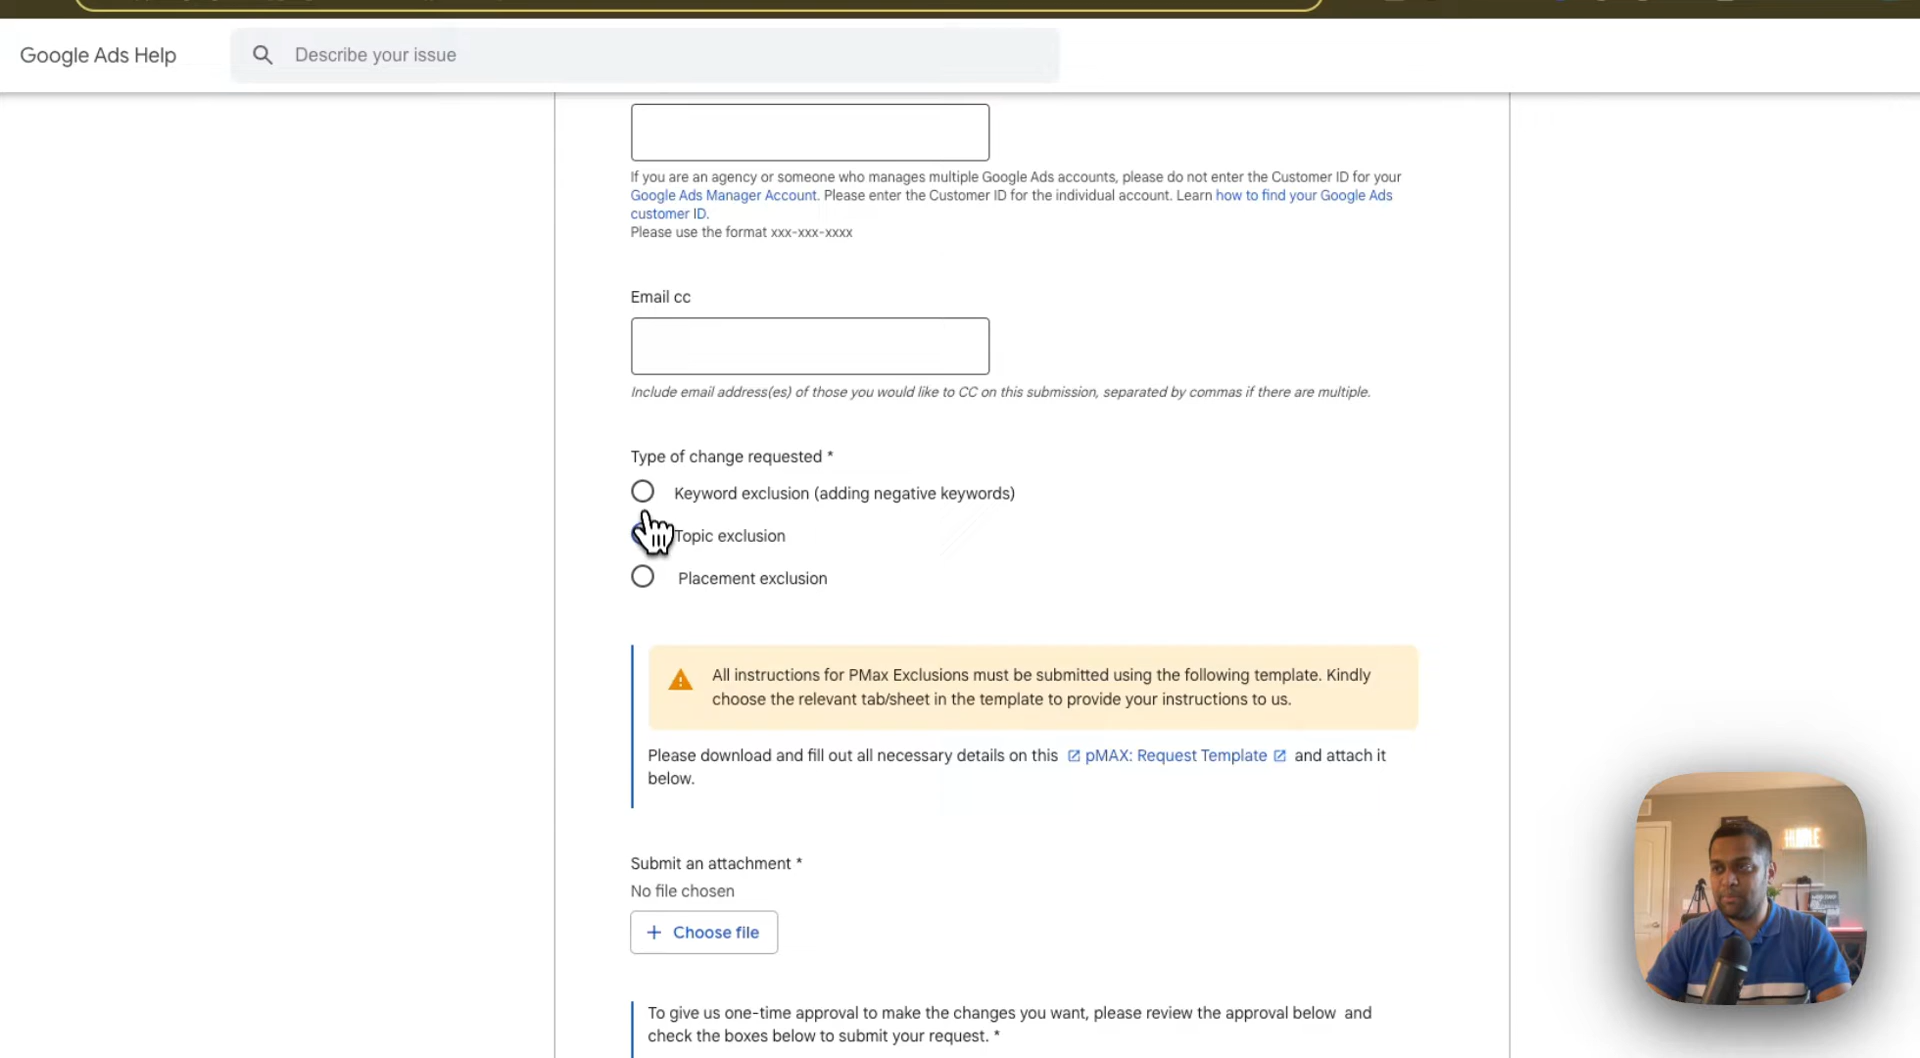 Google Ads Help
Describe your issue
If you are an agency or someone who manages multiple Google Ads accounts, please do not enter the Customer ID for your
Google Ads Manager Account. Please enter the Customer ID for the individual account. Learn how to find your Google Ads
customer ID.
Please use the format xxx-xxx-xxxx
Email cc
Include email address(es) of those you would like to CC on this submission, separated by commas if there are multiple.
Type of change requested *
Keyword exclusion (adding negative keywords)
Topic exclusion
Placement exclusion
All instructions for PMax Exclusions must be submitted using the following template. Kindly
choose the relevant tab/sheet in the template to provide your instructions to us.
Please download and fill out all necessary details on this pMAX: Request Template and attach it
below.
Submit an attachment *
No file chosen
+ Choose file
To give us one-time approval to make the changes you want, please review the approval below and
check the boxes below to submit your request. *